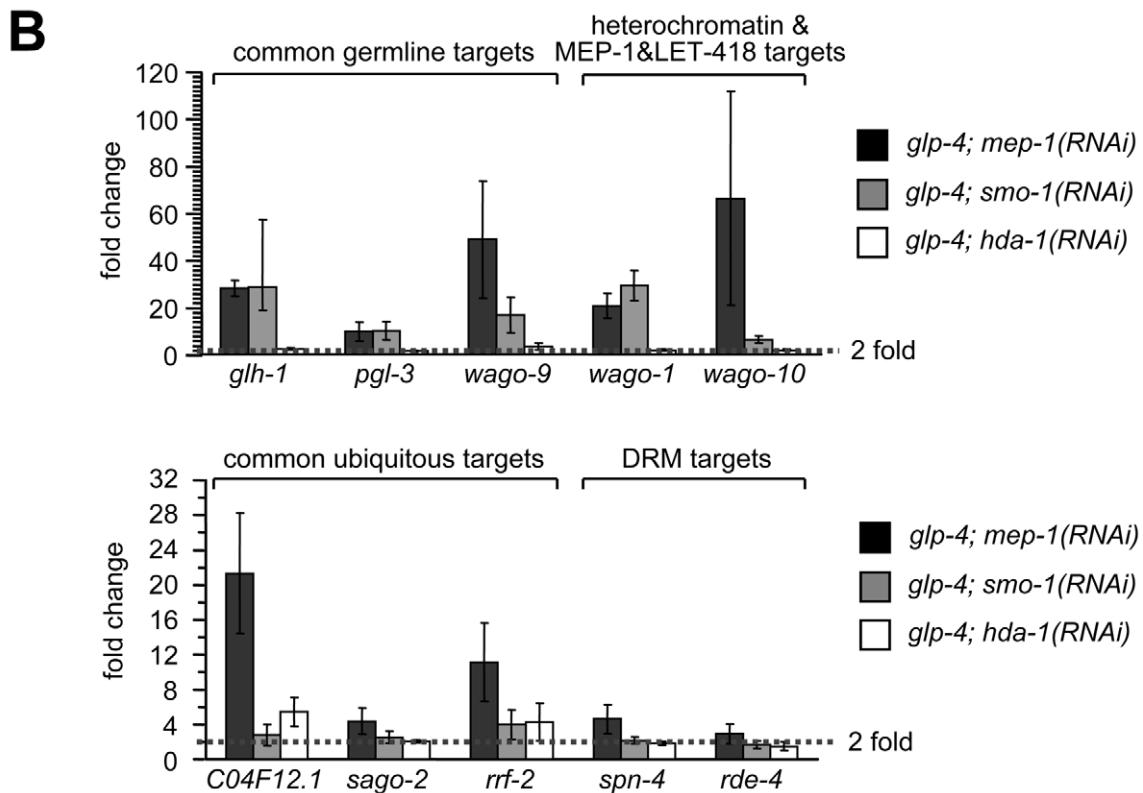 B
common germline targets
heterochromatin &
MEP-1&LET-418 targets
fold change
120
100
80
60
40
20
0
2 fold
glh-1 pgl-3 wago-9 wago-1 wago-10
glp-4; mep-1(RNAi)
glp-4; smo-1(RNAi)
glp-4; hda-1(RNAi)
common ubiquitous targets
DRM targets
fold change
32
28
24
20
16
12
8
4
0
2 fold
C04F12.1 sago-2 rrf-2 spn-4 rde-4
glp-4; mep-1(RNAi)
glp-4; smo-1(RNAi)
glp-4; hda-1(RNAi)